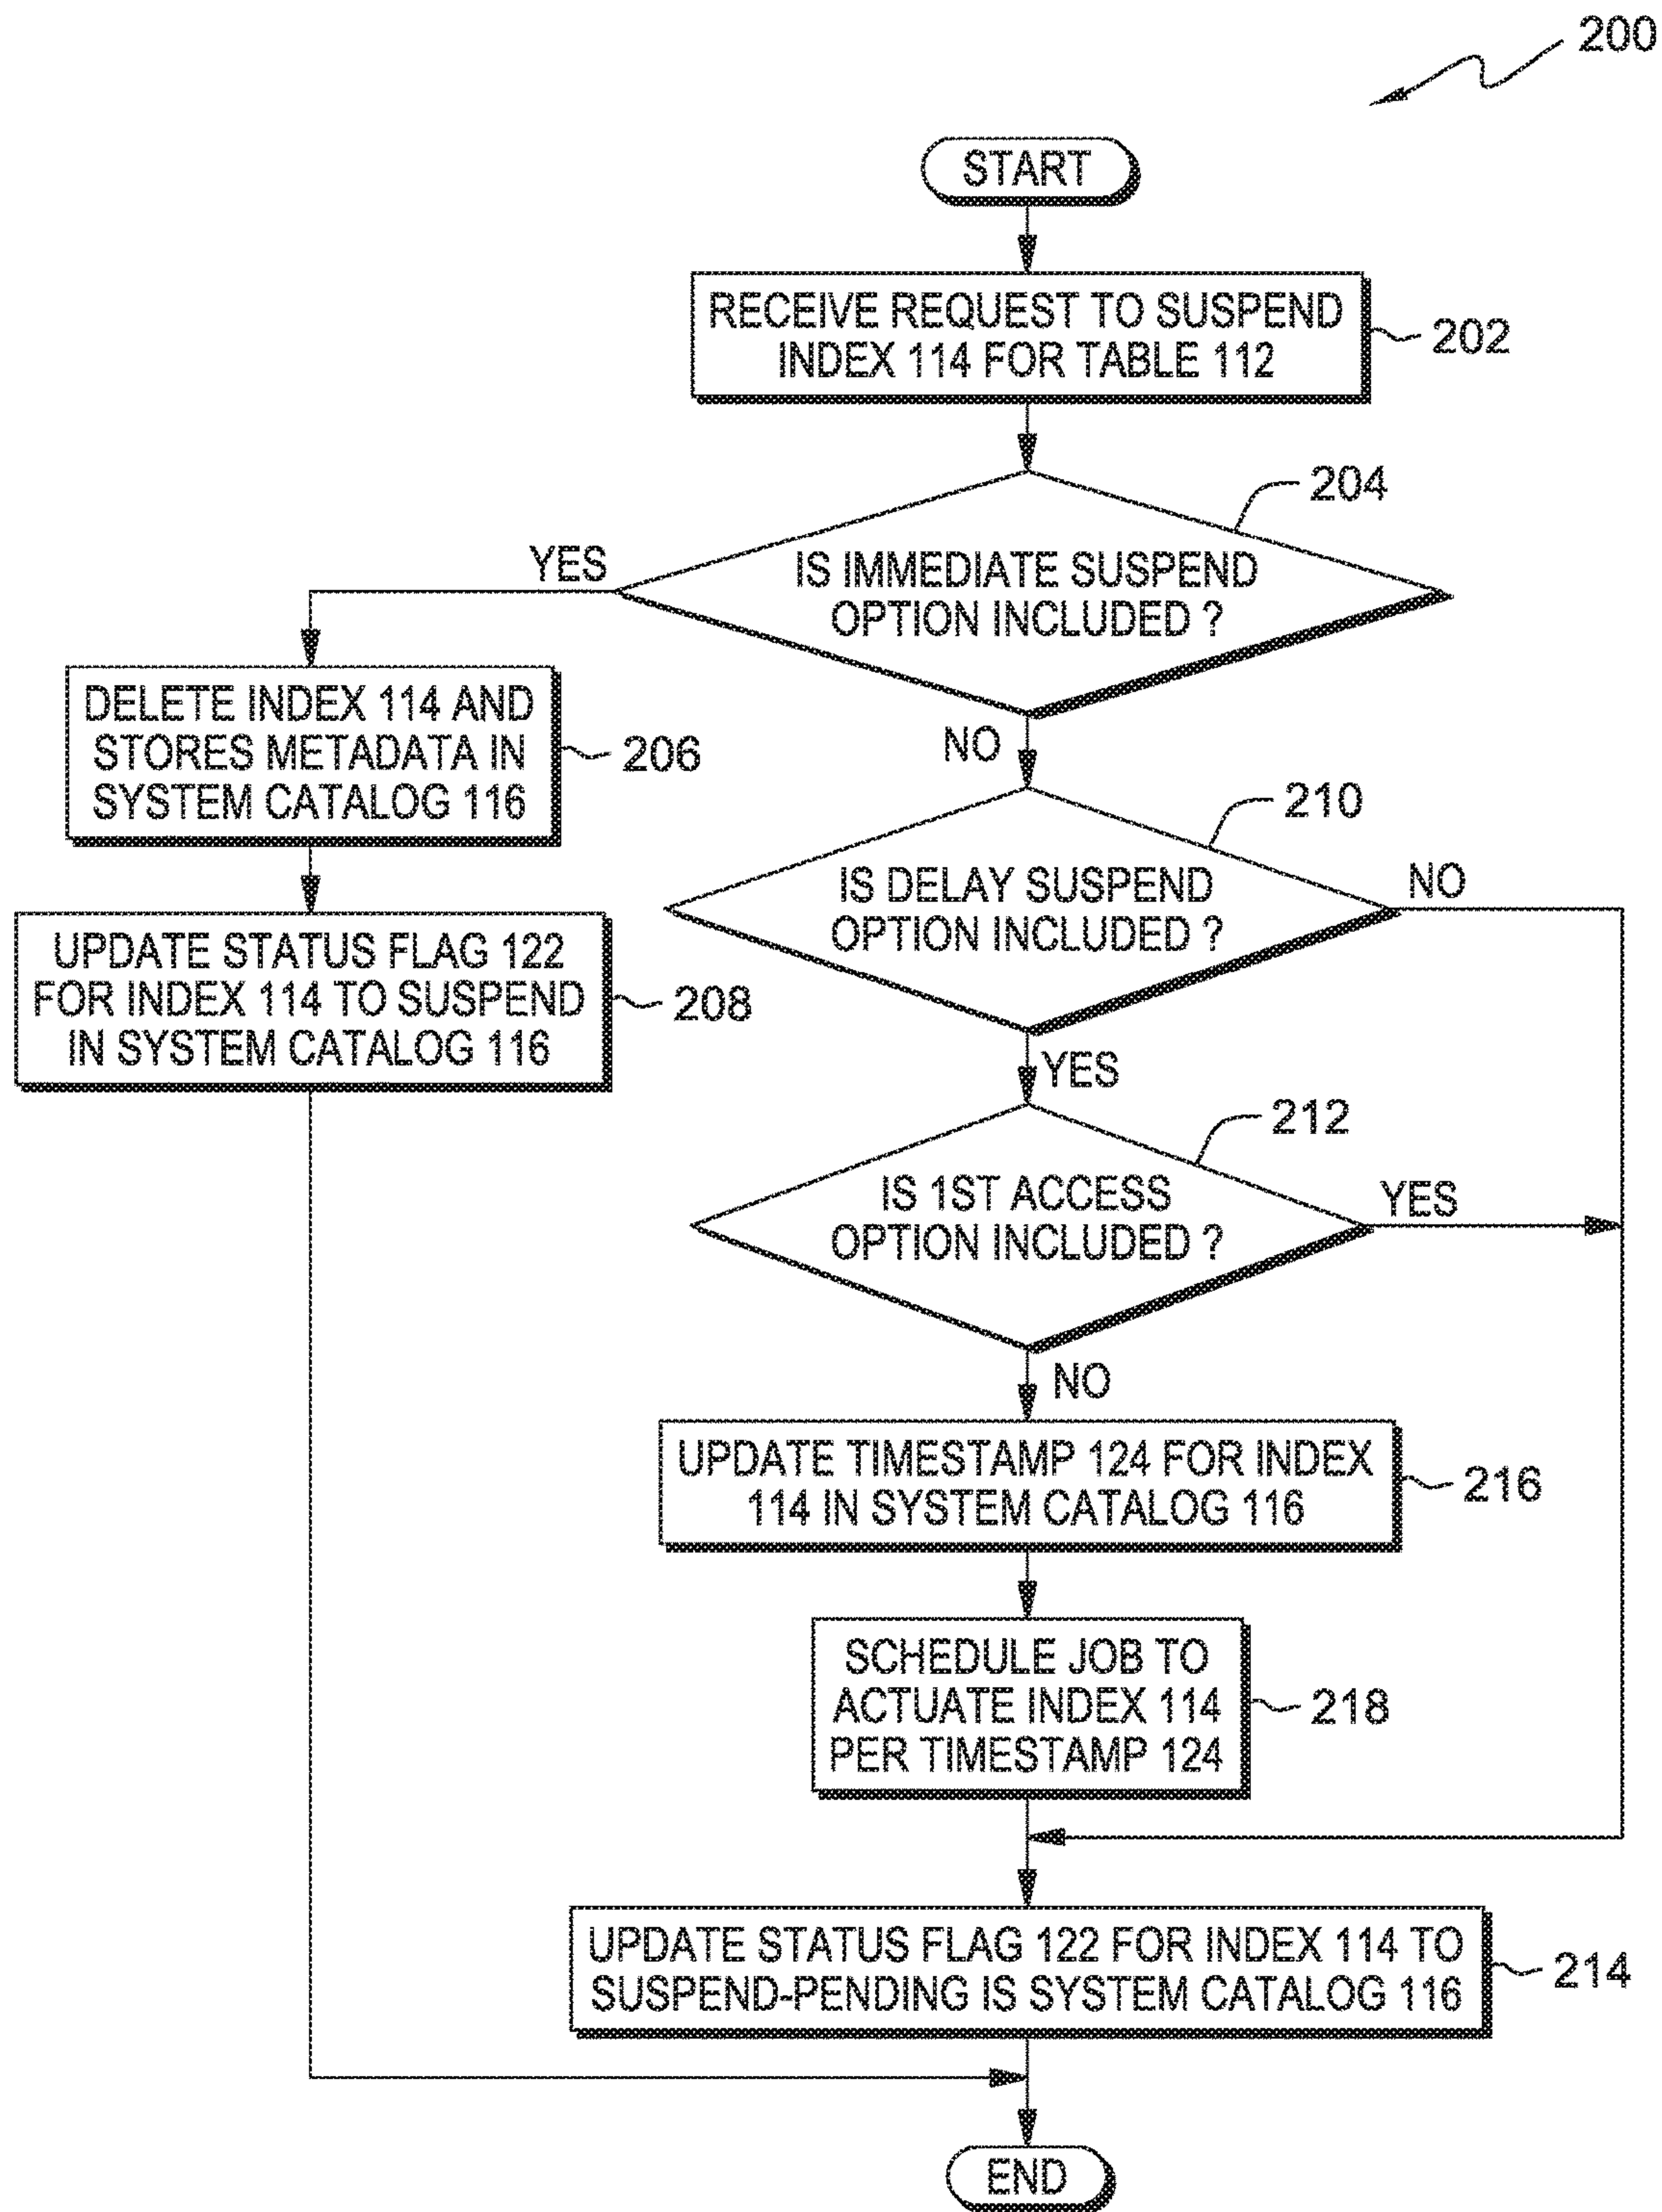 200
START
RECEIVE REQUEST TO SUSPEND
INDEX 114 FOR TABLE 112
202
204
IS IMMEDIATE SUSPEND
OPTION INCLUDED ?
YES
NO
DELETE INDEX 114 AND
STORES METADATA IN
SYSTEM CATALOG 116
206
UPDATE STATUS FLAG 122
FOR INDEX 114 TO SUSPEND
IN SYSTEM CATALOG 116
208
210
IS DELAY SUSPEND
OPTION INCLUDED ?
NO
YES
212
IS 1ST ACCESS
OPTION INCLUDED ?
YES
NO
UPDATE TIMESTAMP 124 FOR INDEX
114 IN SYSTEM CATALOG 116
216
SCHEDULE JOB TO
ACTUATE INDEX 114
PER TIMESTAMP 124
218
UPDATE STATUS FLAG 122 FOR INDEX 114 TO
SUSPEND-PENDING IS SYSTEM CATALOG 116
214
END